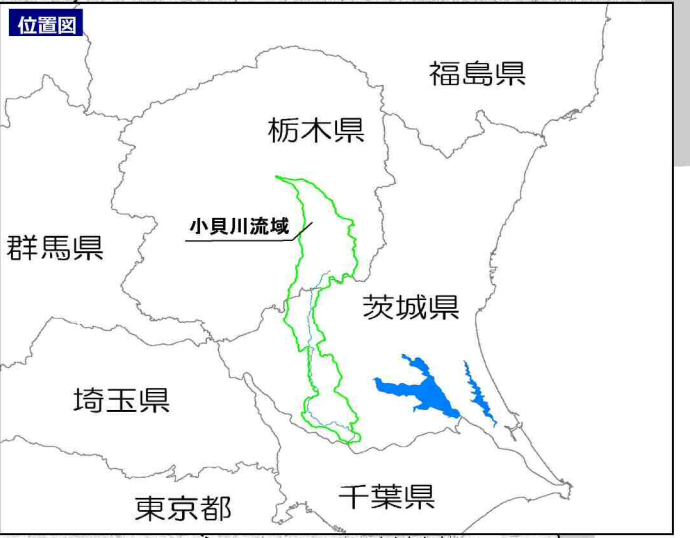 位置図
福島県
栃木県
小貝川流域
群馬県
茨城県
埼玉県
千葉県
東京都